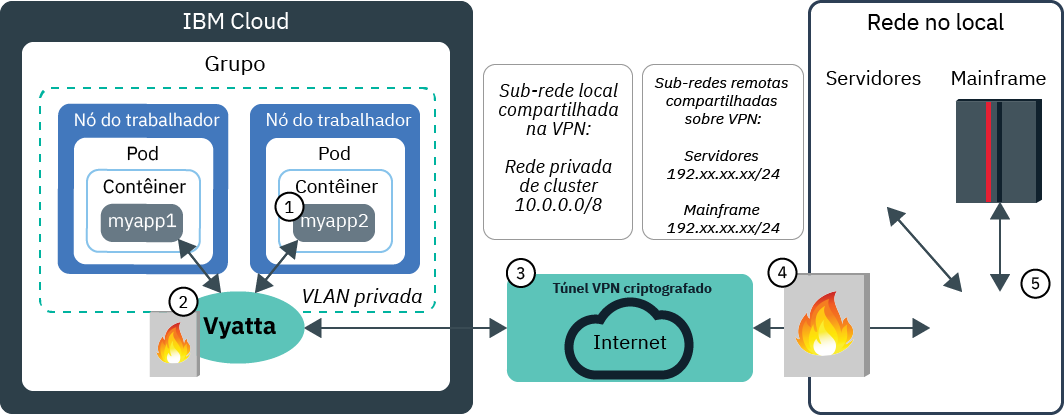 IBM Cloud
Grupo
Nó do trabalhador
Pod
Contêiner
myapp1
Nó do trabalhador
Pod
Contêiner
1
myapp2
VLAN privada
2
Vyatta
Sub-rede local
compartilhada
na VPN:
Rede privada
de cluster
10.0.0.0/8
Sub-redes remotas
compartilhadas
sobre VPN:
Servidores
192.xx.xx.xx/24
Mainframe
192.xx.xx.xx/24
3
Túnel VPN criptografado
Internet
4
Rede no local
Servidores
Mainframe
5